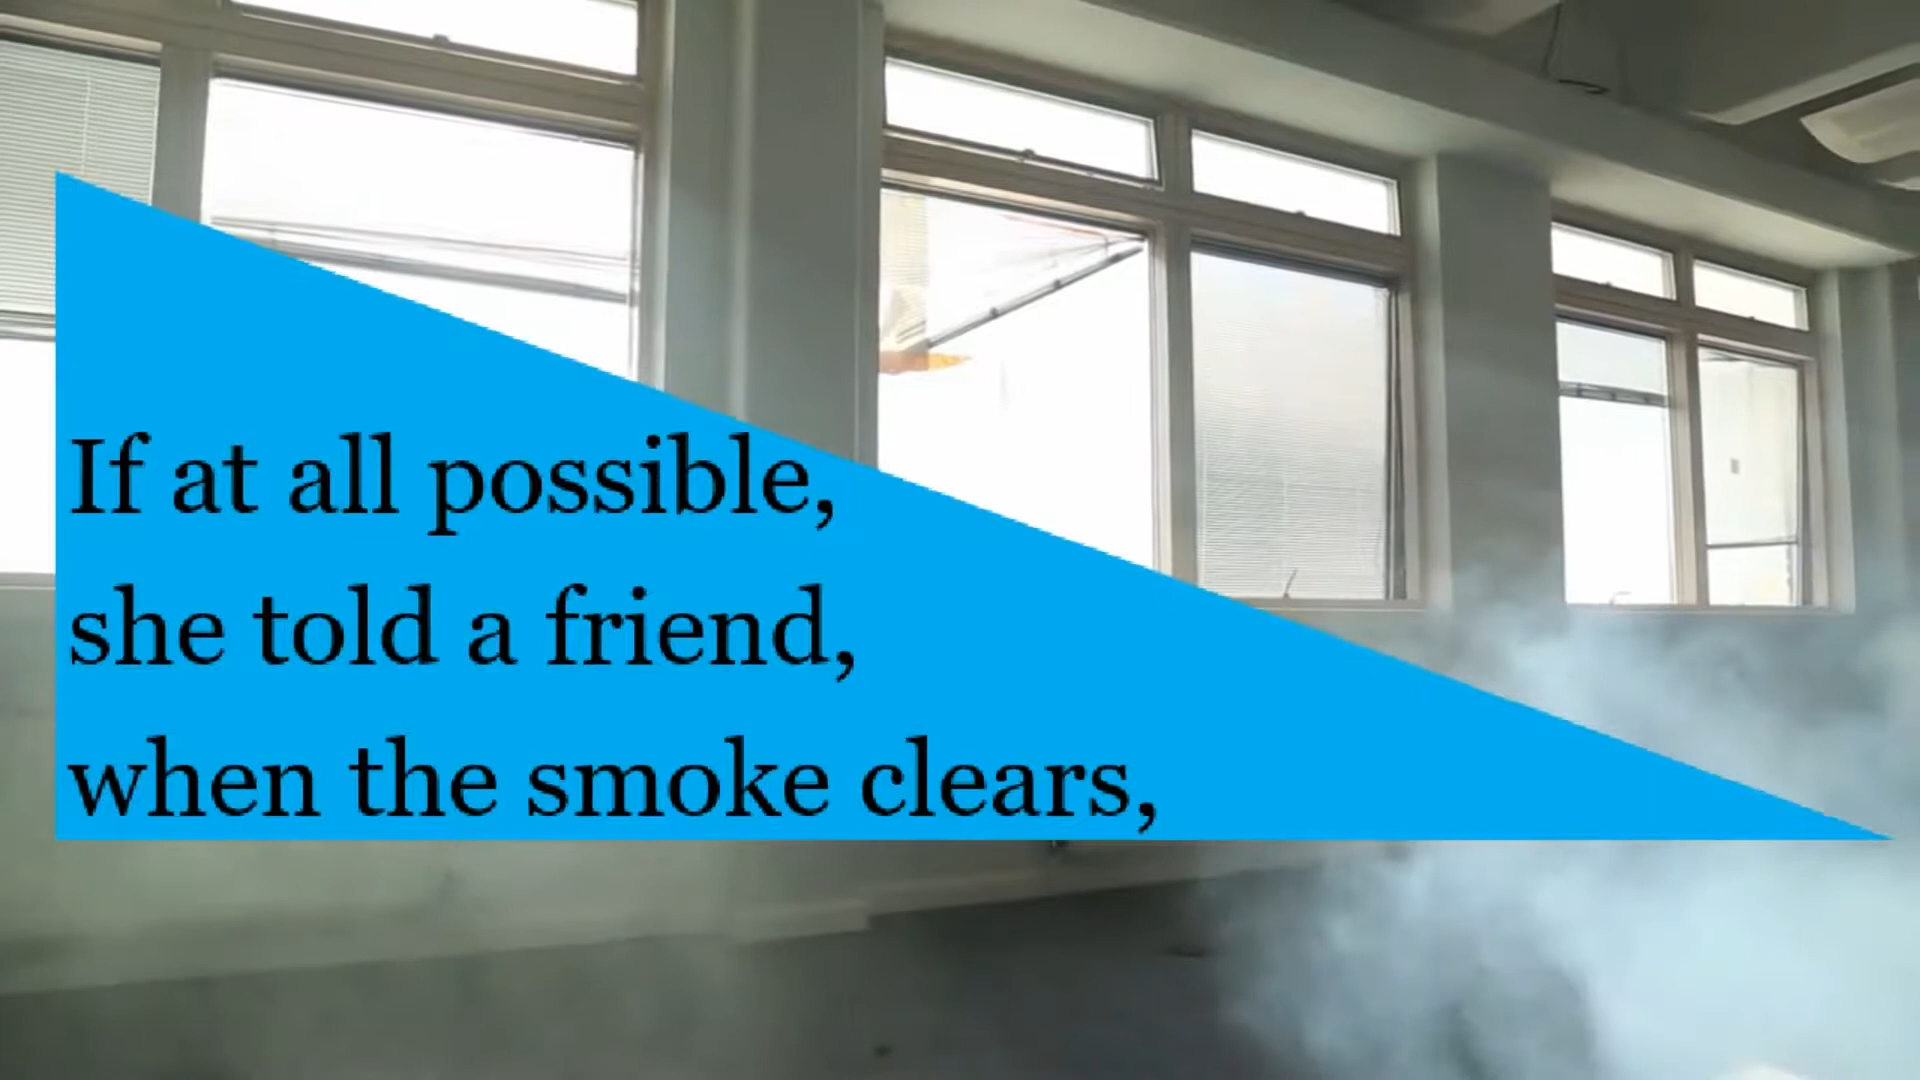 If at all possible,
she told a friend,
when the smoke clears,